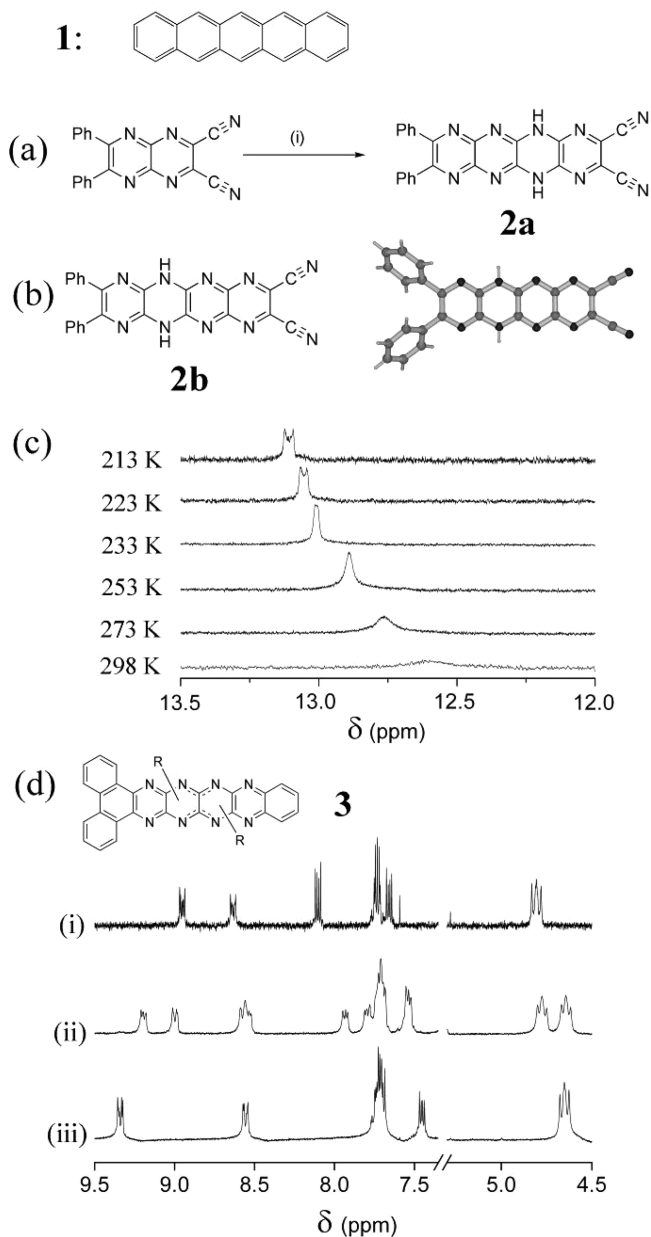 1:
(a)
Ph
Ph
N
N
N
N
C
N
C
N
(i)
Ph
Ph
N
N
N
N
H
N
N
H
N
N
C
N
C
N
2a
(b)
Ph
Ph
N
N
H
N
N
H
N
N
N
N
C
N
C
N
2b
(c)
213 K
223 K
233 K
253 K
273 K
298 K
13.5
13.0
12.5
12.0
δ (ppm)
(d)
R
N
N
N
N
N
N
N
N
R
3
(i)
(ii)
(iii)
9.5
9.0
8.5
8.0
7.5
5.0
4.5
δ (ppm)